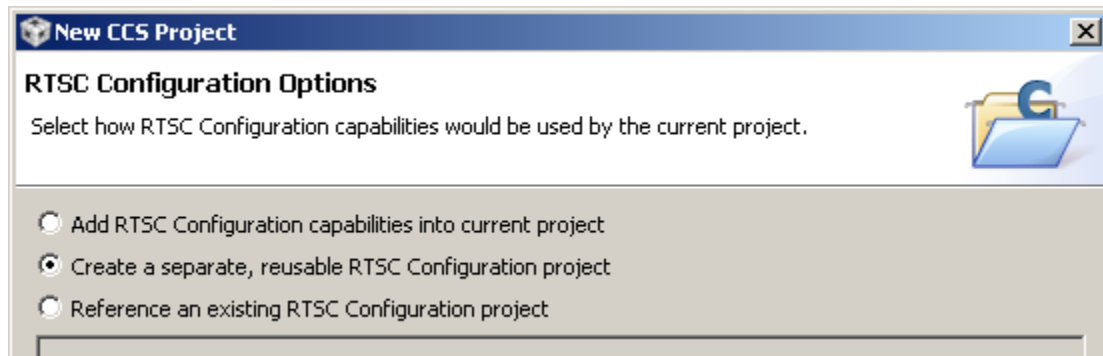 New CCS Project
RTSC Configuration Options
Select how RTSC Configuration capabilities would be used by the current project.
Add RTSC Configuration capabilities into current project
Create a separate, reusable RTSC Configuration project
Reference an existing RTSC Configuration project